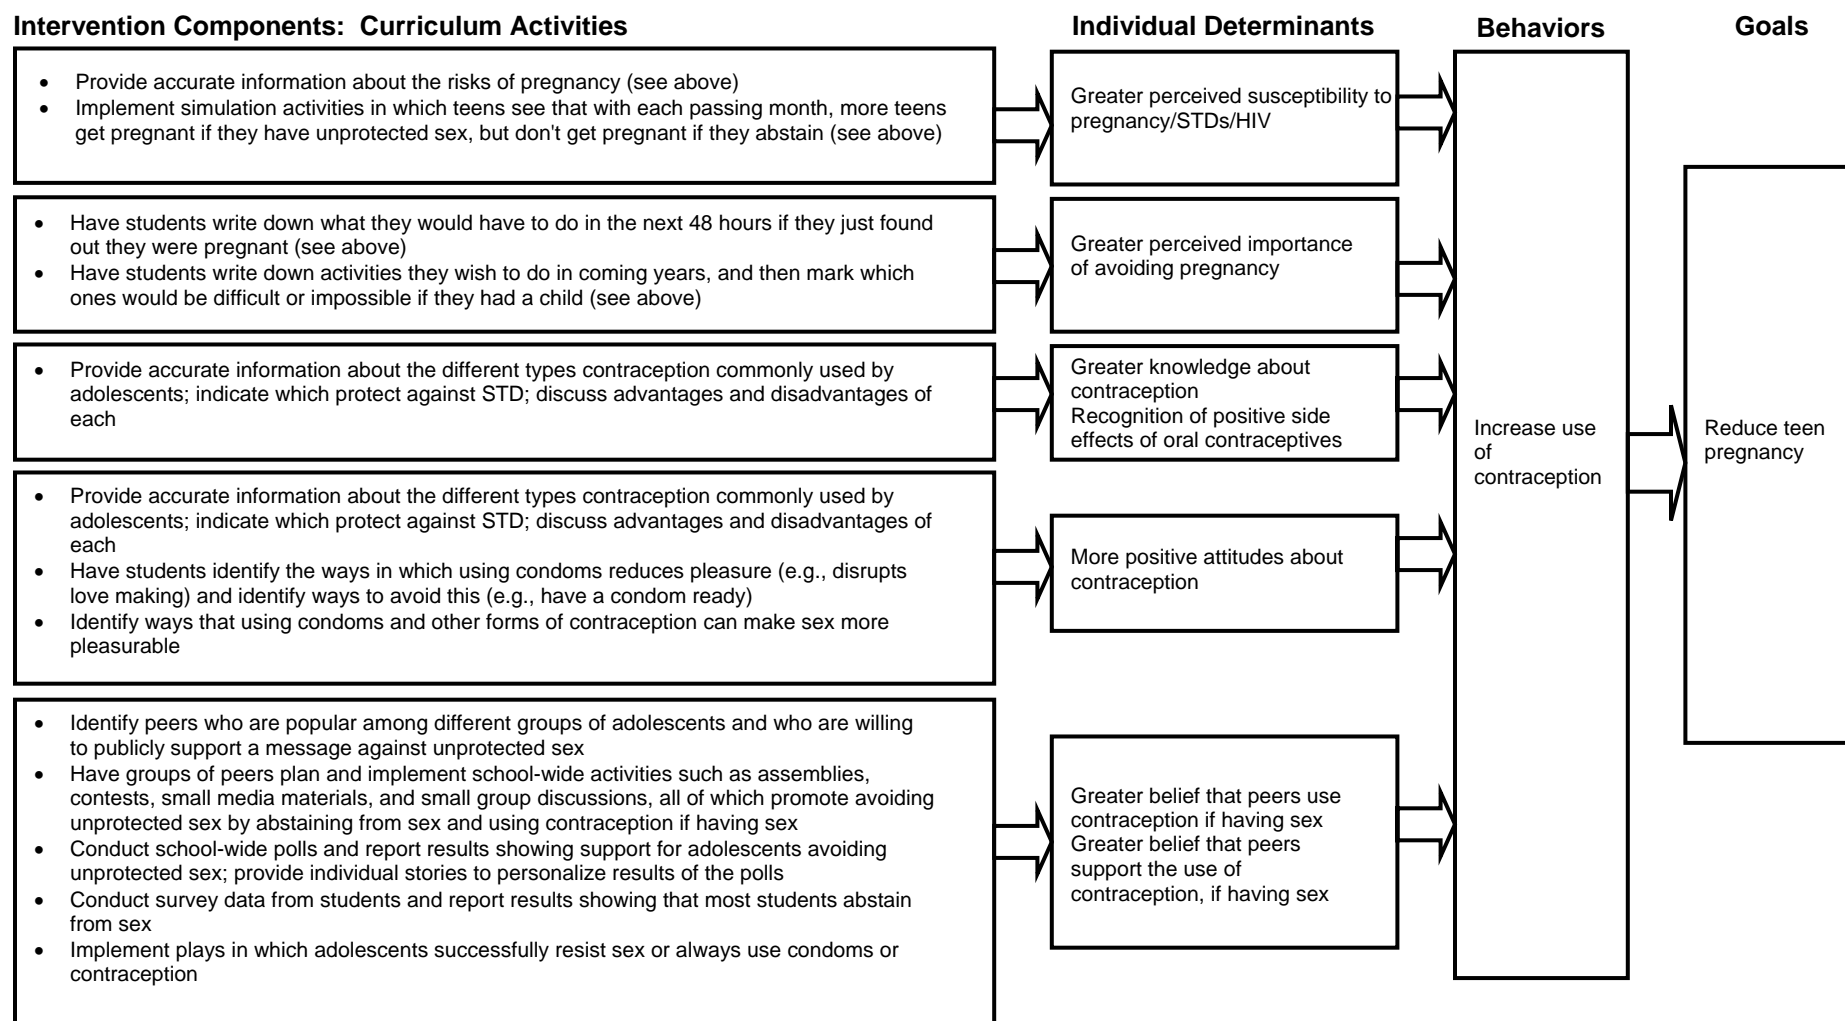 Intervention Components:  Curriculum Activities
Individual Determinants
Behaviors
Goals
• Provide accurate information about the risks of pregnancy (see above)
• Implement simulation activities in which teens see that with each passing month, more teens
get pregnant if they have unprotected sex, but don't get pregnant if they abstain (see above)
Greater perceived susceptibility to
pregnancy/STDs/HIV
• Have students write down what they would have to do in the next 48 hours if they just found
out they were pregnant (see above)
• Have students write down activities they wish to do in coming years, and then mark which
ones would be difficult or impossible if they had a child (see above)
Greater perceived importance
of avoiding pregnancy
• Provide accurate information about the different types contraception commonly used by
adolescents; indicate which protect against STD; discuss advantages and disadvantages of
each
Greater knowledge about
contraception
Recognition of positive side
effects of oral contraceptives
• Provide accurate information about the different types contraception commonly used by
adolescents; indicate which protect against STD; discuss advantages and disadvantages of
each
• Have students identify the ways in which using condoms reduces pleasure (e.g., disrupts
love making) and identify ways to avoid this (e.g., have a condom ready)
• Identify ways that using condoms and other forms of contraception can make sex more
pleasurable
More positive attitudes about
contraception
• Identify peers who are popular among different groups of adolescents and who are willing
to publicly support a message against unprotected sex
• Have groups of peers plan and implement school-wide activities such as assemblies,
contests, small media materials, and small group discussions, all of which promote avoiding
unprotected sex by abstaining from sex and using contraception if having sex
• Conduct school-wide polls and report results showing support for adolescents avoiding
unprotected sex; provide individual stories to personalize results of the polls
• Conduct survey data from students and report results showing that most students abstain
from sex
• Implement plays in which adolescents successfully resist sex or always use condoms or
contraception
Greater belief that peers use
contraception if having sex
Greater belief that peers
support the use of
contraception, if having sex
Increase use
of
contraception
Reduce teen
pregnancy